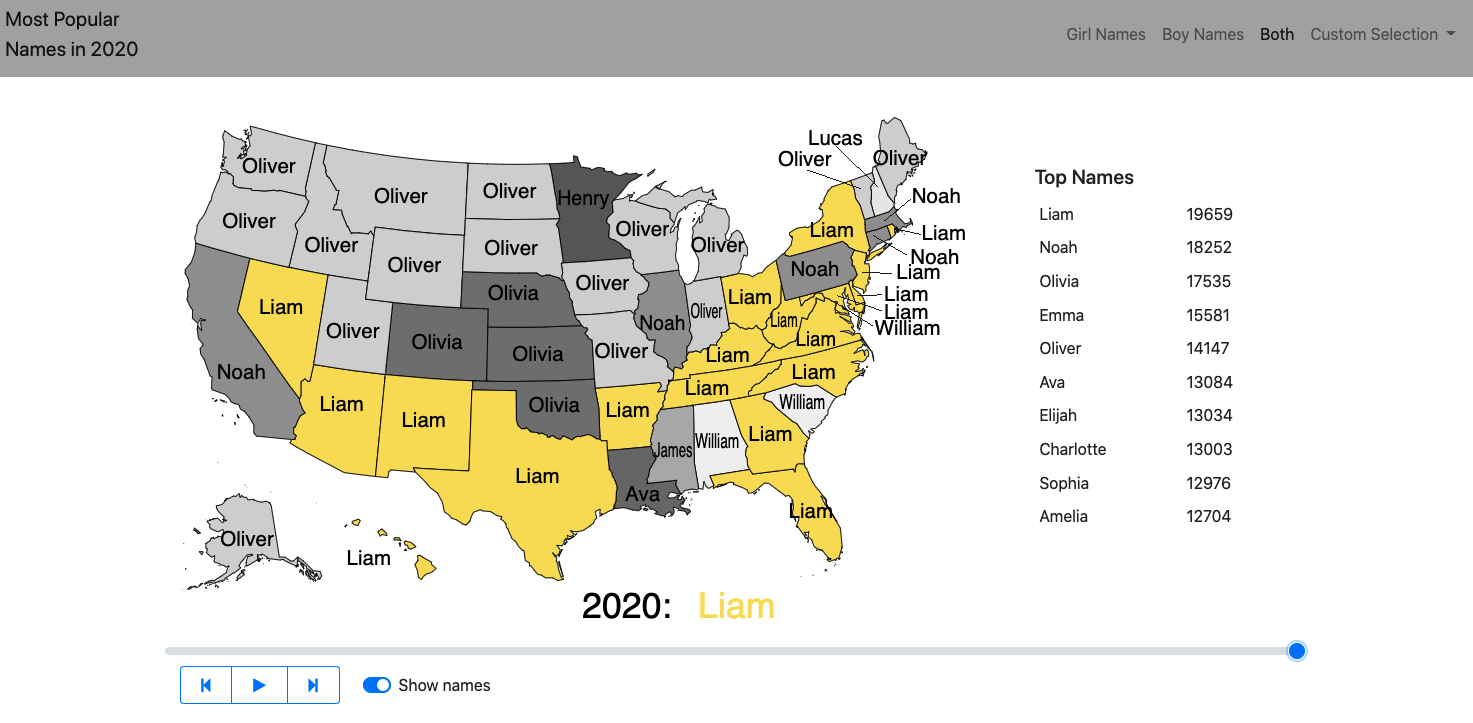 Most Popular
Names in 2020
Girl Names Boy Names Both Custom Selection
Lucas
Oliver
Oliver
Oliver
Oliver
Oliver
Henry
Noah
Oliver
Oliver
Liam
Liam
Oliver
Oliver
Oliver
Oliver
Noah
Oliver
Noah
Liam
Oliver
Olivia
Liam
Liam
Liam
Liam
Oliver
Noah
Oliver
Liam
William
Oliver
Olivia
Olivia
Oliver
Liam
Liam
Noah
Liam
Liam
Liam
Liam
Olivia
Liam
William
Liam
James
William
Liam
Liam
Ava
Liam
Oliver
Liam
Top Names
Liam 19659
Noah 18252
Olivia 17535
Emma 15581
Oliver 14147
Ava 13084
Elijah 13034
Charlotte 13003
Sophia 12976
Amelia 12704
2020: Liam
Show names